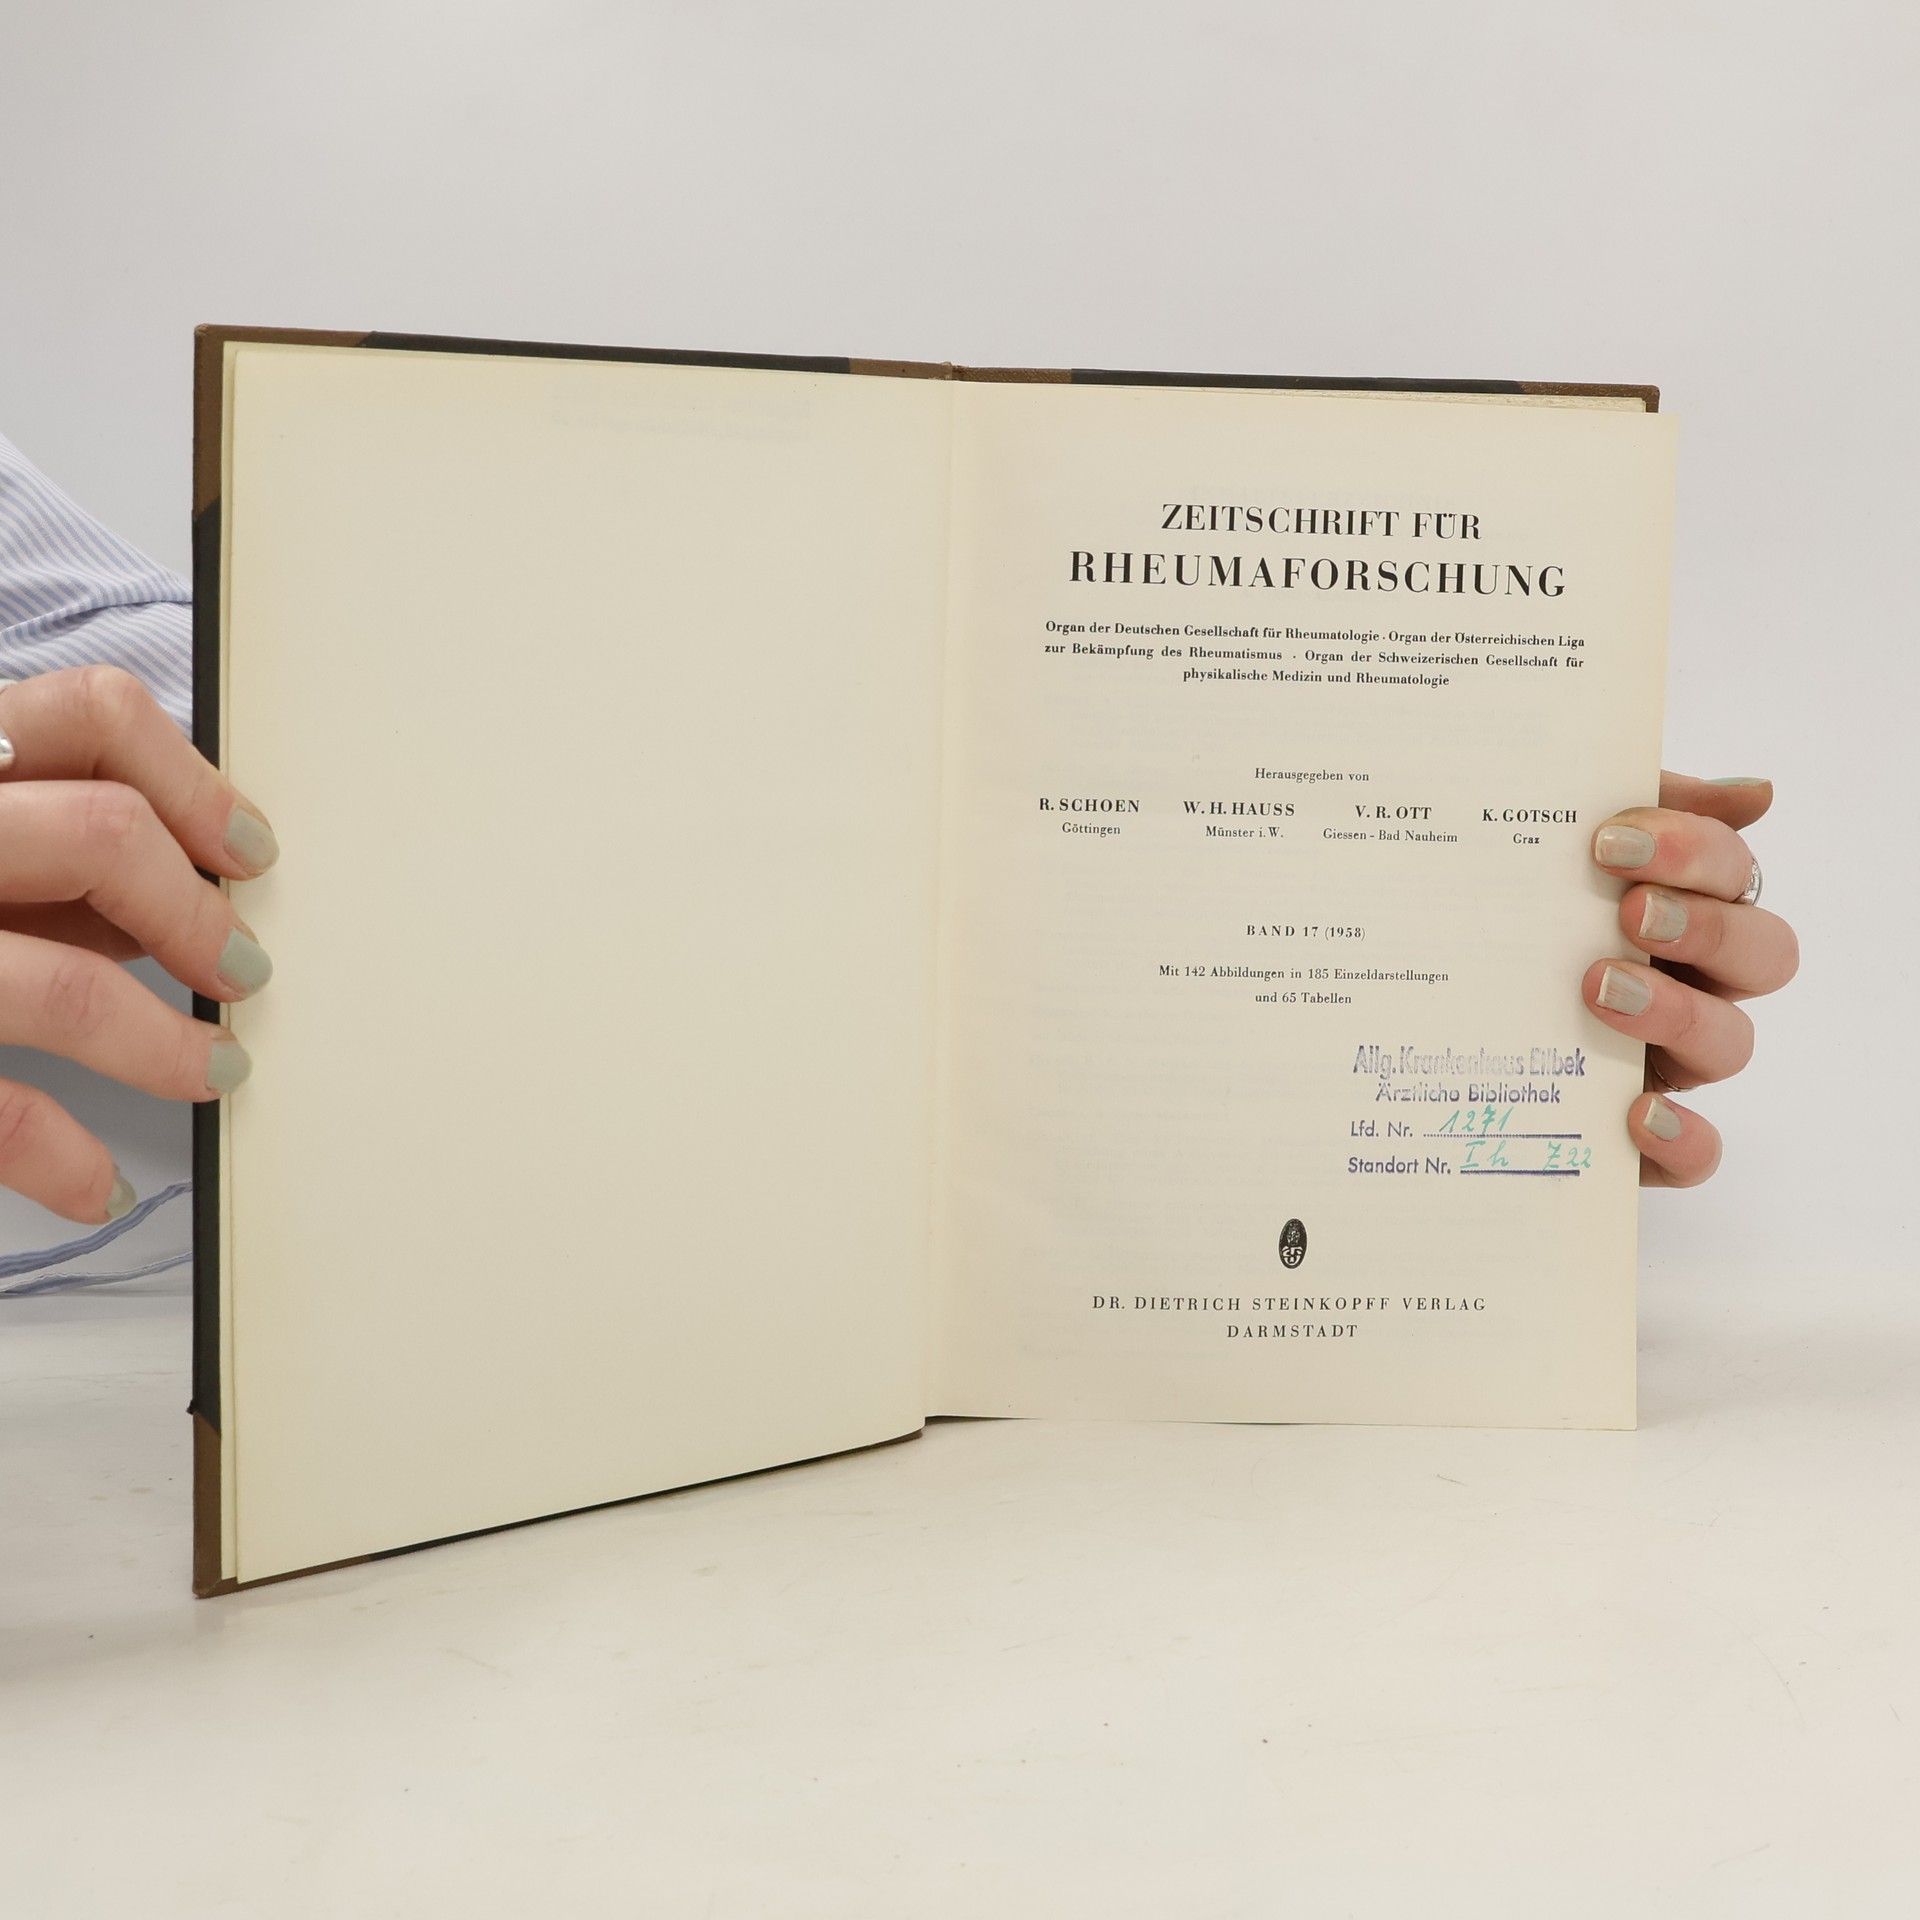 ZEITSCHRIFT FÜR
RHEUMAFORSCHUNG
Organ der Deutschen Gesellschaft für Rheumatologie · Organ der Österreichischen Liga
zur Bekämpfung des Rheumatismus · Organ der Schweizerischen Gesellschaft für
physikalische Medizin und Rheumatologie
Herausgegeben von
R. SCHOEN W. H. HAUSS V. R. OTT K. GOTSCH
Göttingen Münster i. W. Giessen - Bad Nauheim Graz
BAND 17 (1958)
Mit 142 Abbildungen in 185 Einzeldarstellungen
und 65 Tabellen
Allg. Krankenhaus Eilbek
Ärztliche Bibliothek
Lfd. Nr. 1271
Standort Nr. I h Z 22
DR. DIETRICH STEINKOPFF VERLAG
DARMSTADT